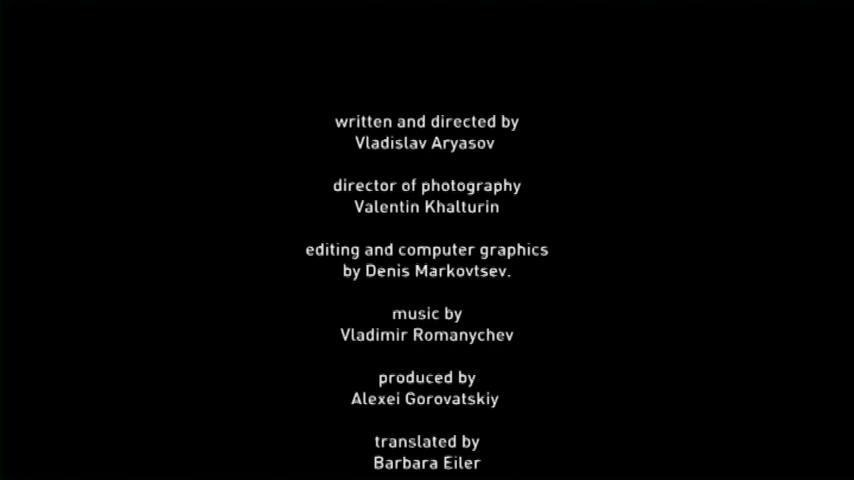 written and directed by
Vladislav Aryasov
director of photography
Valentin Khalturin
editing and computer graphics
by Denis Markovtsev.
music by
Vladimir Romanychev
produced by
Alexei Gorovatskiy
translated by
Barbara Eiler